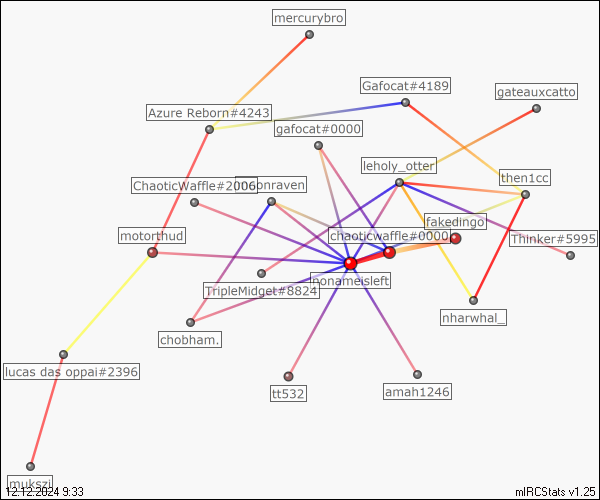 mercurybro
Gafocat#4189
gateauxcatto
Azure Reborn#4243
gafocat#0000
leholy_otter
then1cc
ChaoticWaffle#2006
onraven
fakedingo
motorthud
chaoticwaffle#0000
Thinker#5995
nonameisleft
TripleMidget#8824
nharwhal_
chobham.
lucas das oppai#2396
tt532
amah1246
mukszi
12.12.2024 9:33
mIRCStats v1.25